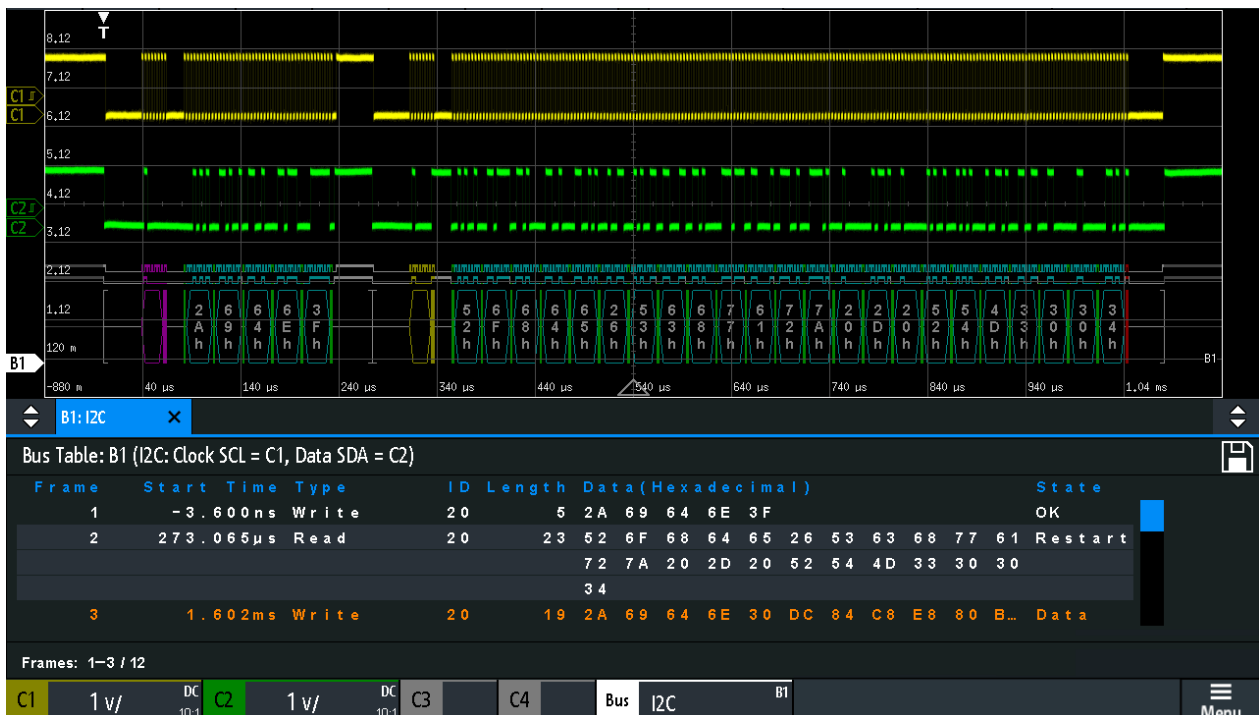 T
8.12
7.12
C1
C1
6.12
5.12
4.12
C2
C2
3.12
2.12
1.12
2 6 6 6 3 5 6 6 6 6 2 5 6 6 7 6 7 7 2 2 2 5 5 4 3 3 3 3
A 9 4 E F 2 F 8 4 5 6 3 3 8 7 1 2 A 0 D 0 2 4 D 3 0 0 4
h h h h h h h h h h h h h h h h h h h h h h h h h h h h
120 m
B1 B1
-880 m 40 µs 140 µs 240 µs 340 µs 440 µs 540 µs 640 µs 740 µs 840 µs 940 µs 1.04 ms
B1: I2C ×
Bus Table: B1 (I2C: Clock SCL = C1, Data SDA = C2)
Frame Start Time Type ID Length Data(Hexadecimal) State
1 -3.600ns Write 20 5 2A 69 64 6E 3F OK
2 273.065µs Read 20 23 52 6F 68 64 65 26 53 63 68 77 61 Restart
72 7A 20 2D 20 52 54 4D 33 30 30
34
3 1.602ms Write 20 19 2A 69 64 6E 30 DC 84 C8 E8 80 B… Data
Frames: 1-3 / 12
C1 1 V/ DC 10:1 C2 1 V/ DC 10:1 C3 C4 Bus I2C B1
Menu